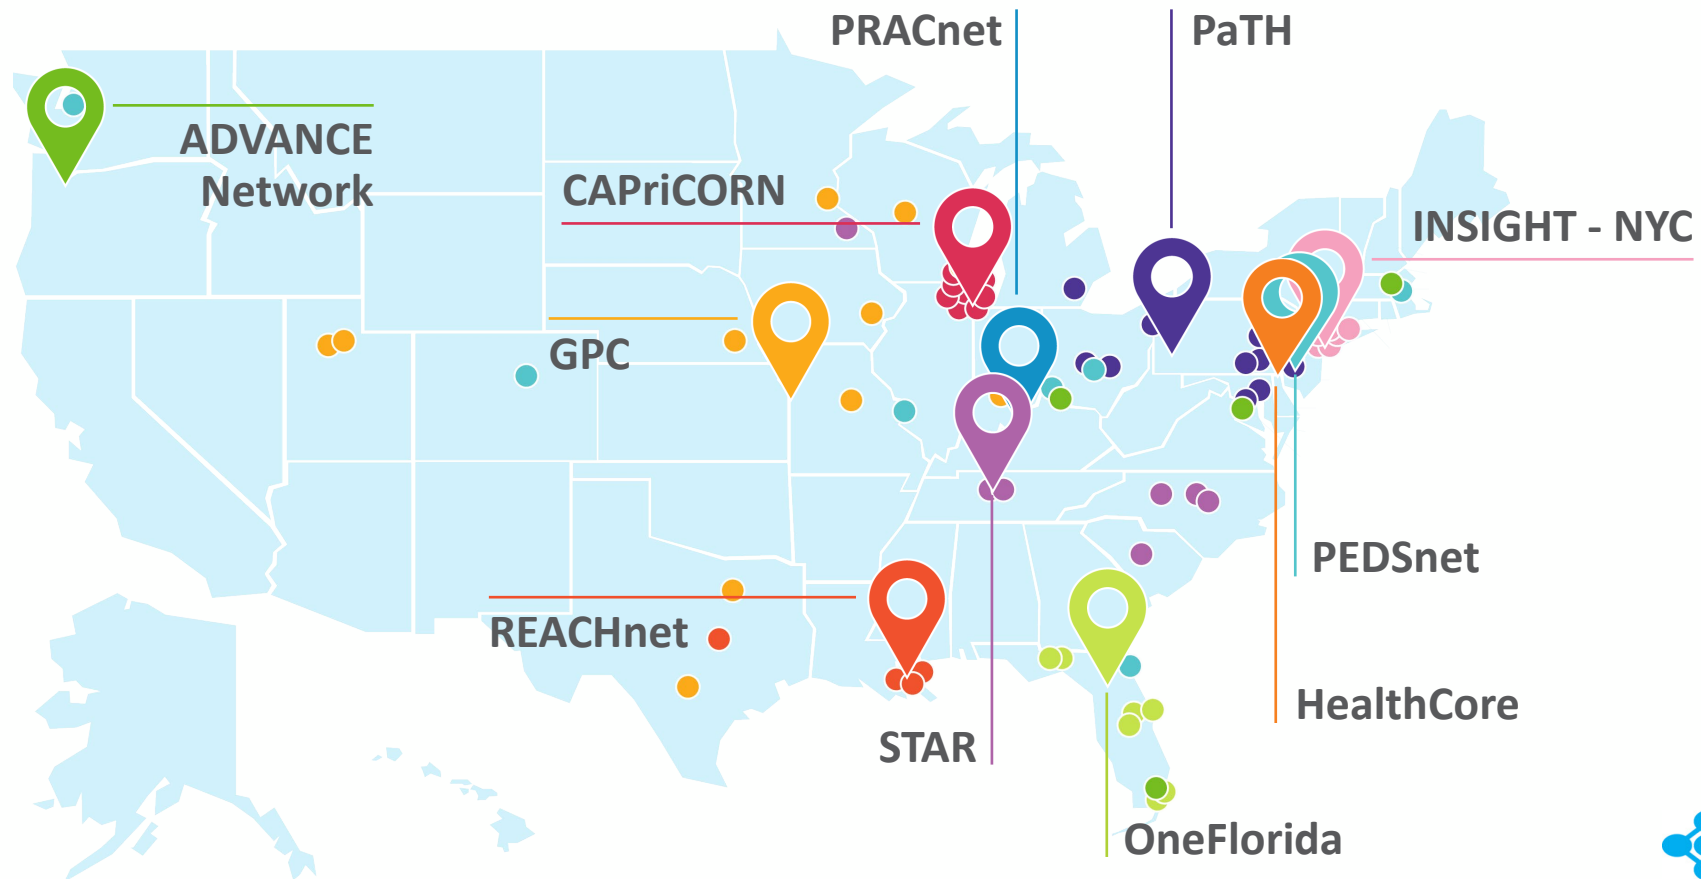 PRACnet
PaTH
ADVANCE
Network
CAPriCORN
INSIGHT - NYC
GPC
PEDSnet
REACHnet
HealthCore
STAR
OneFlorida